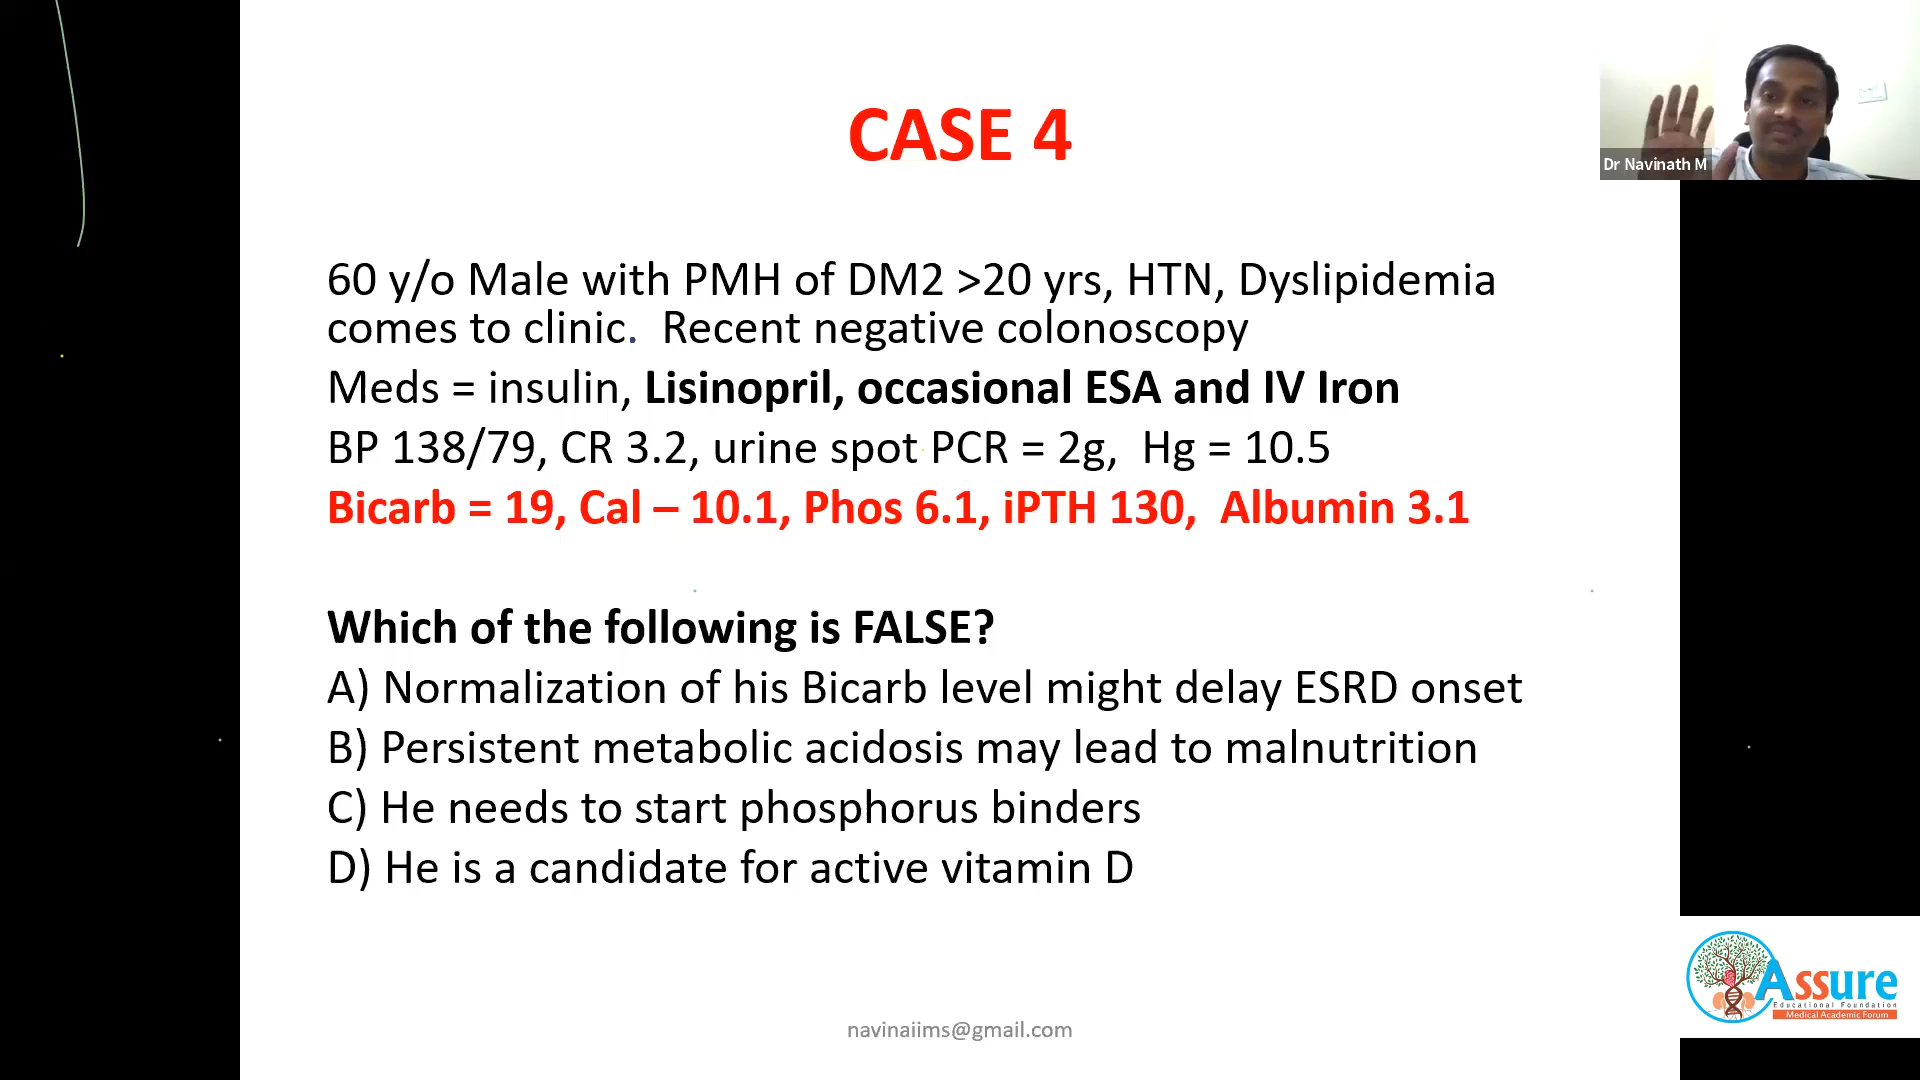 CASE 4
Dr Navinath M
60 y/o Male with PMH of DM2 >20 yrs, HTN, Dyslipidemia
comes to clinic. Recent negative colonoscopy
Meds = insulin, Lisinopril, occasional ESA and IV Iron
BP 138/79, CR 3.2, urine spot PCR = 2g, Hg = 10.5
Bicarb = 19, Cal – 10.1, Phos 6.1, iPTH 130, Albumin 3.1
Which of the following is FALSE?
A) Normalization of his Bicarb level might delay ESRD onset
B) Persistent metabolic acidosis may lead to malnutrition
C) He needs to start phosphorus binders
D) He is a candidate for active vitamin D
navinaiims@gmail.com
Assure
Educational Foundation
Medical Academic Forum